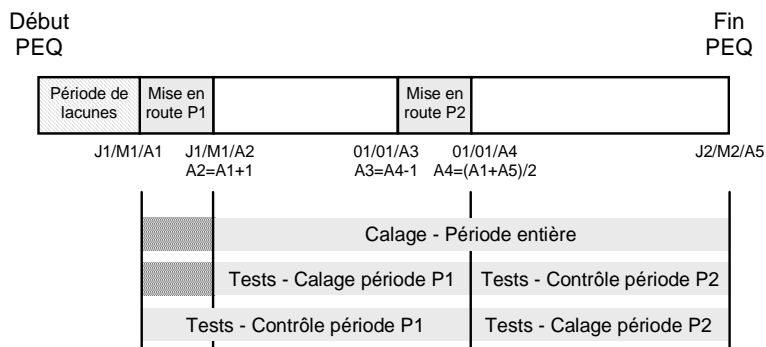 Début
PEQ
Fin
PEQ
Période de
lacunes
Mise en
route P1
Mise en
route P2
J1/M1/A1
J1/M1/A2
A2=A1+1
01/01/A3
A3=A4-1
01/01/A4
A4=(A1+A5)/2
J2/M2/A5
Calage - Période entière
Tests - Calage période P1
Tests - Contrôle période P2
Tests - Contrôle période P1
Tests - Calage période P2